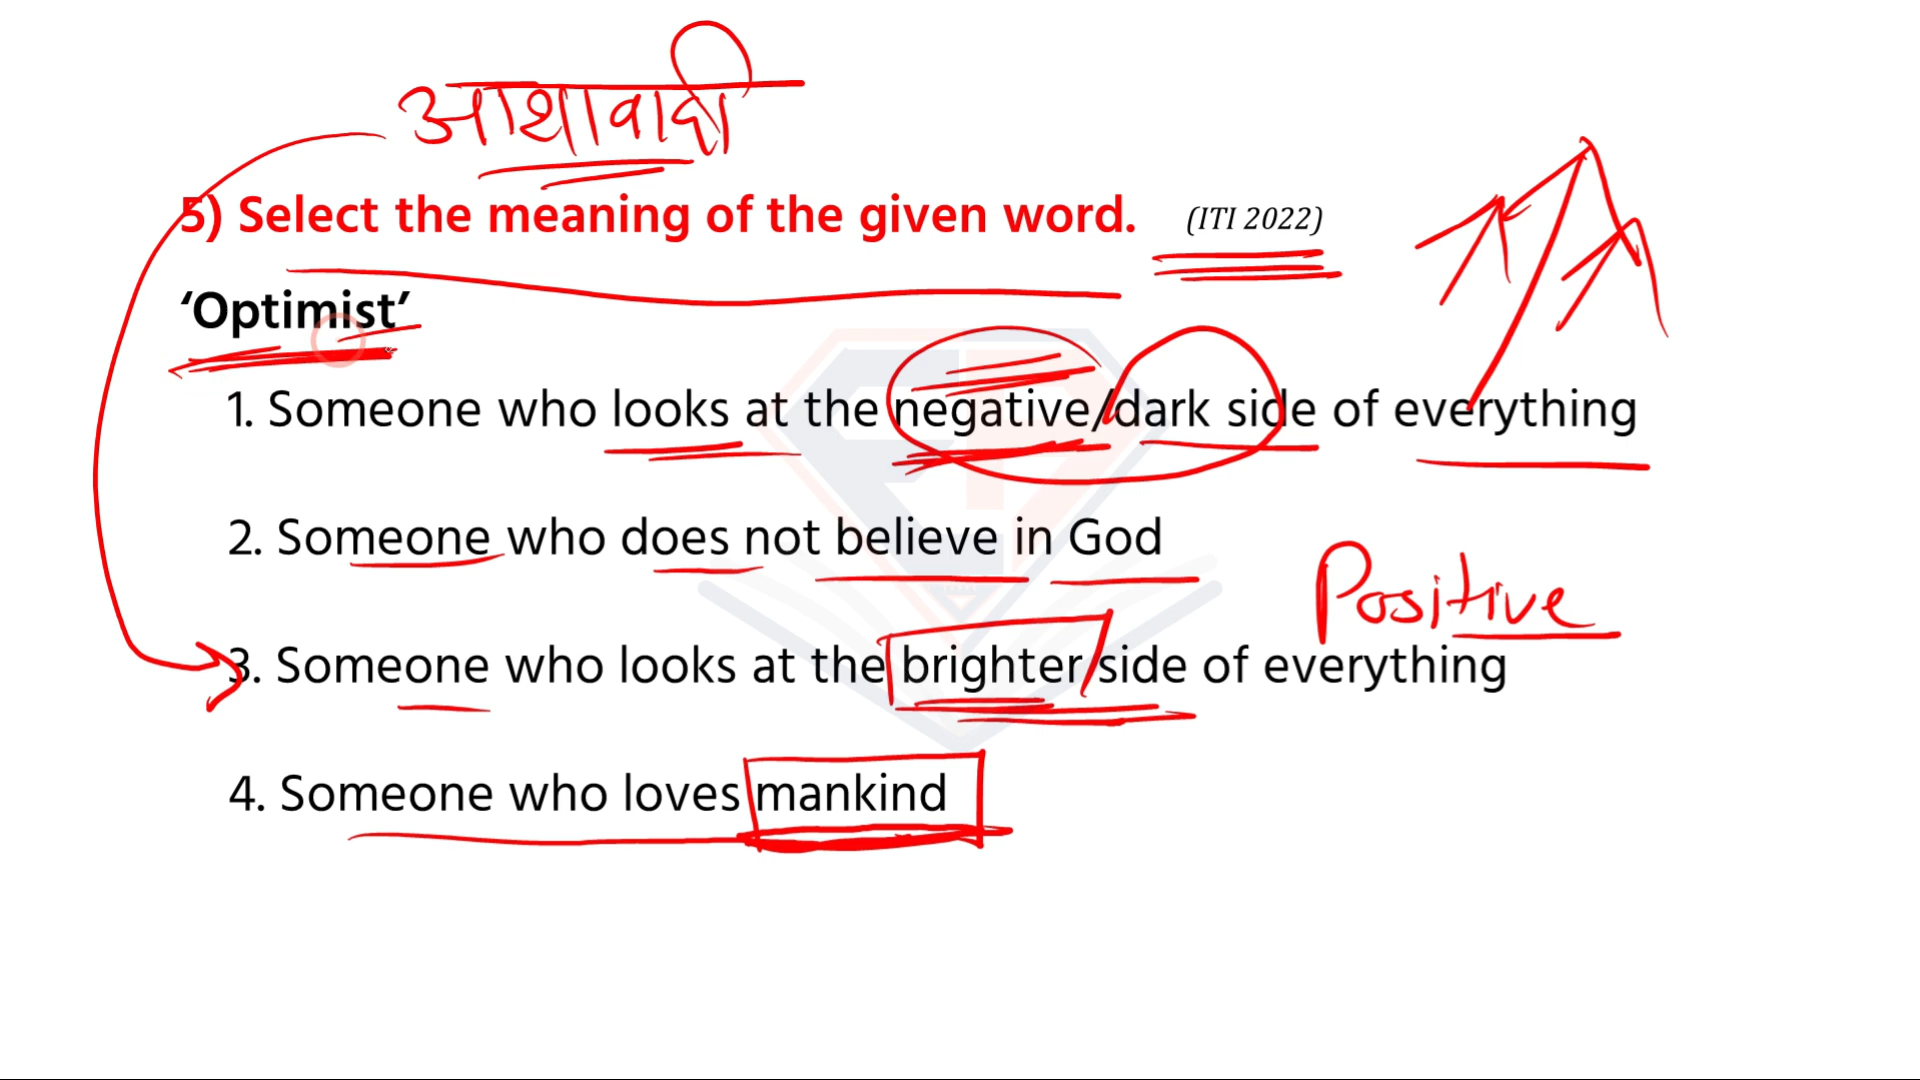 आशावादी
5) Select the meaning of the given word. (ITI 2022)
‘Optimist’
1. Someone who looks at the negative/dark side of everything
2. Someone who does not believe in God
Positive
3. Someone who looks at the brighter side of everything
4. Someone who loves mankind